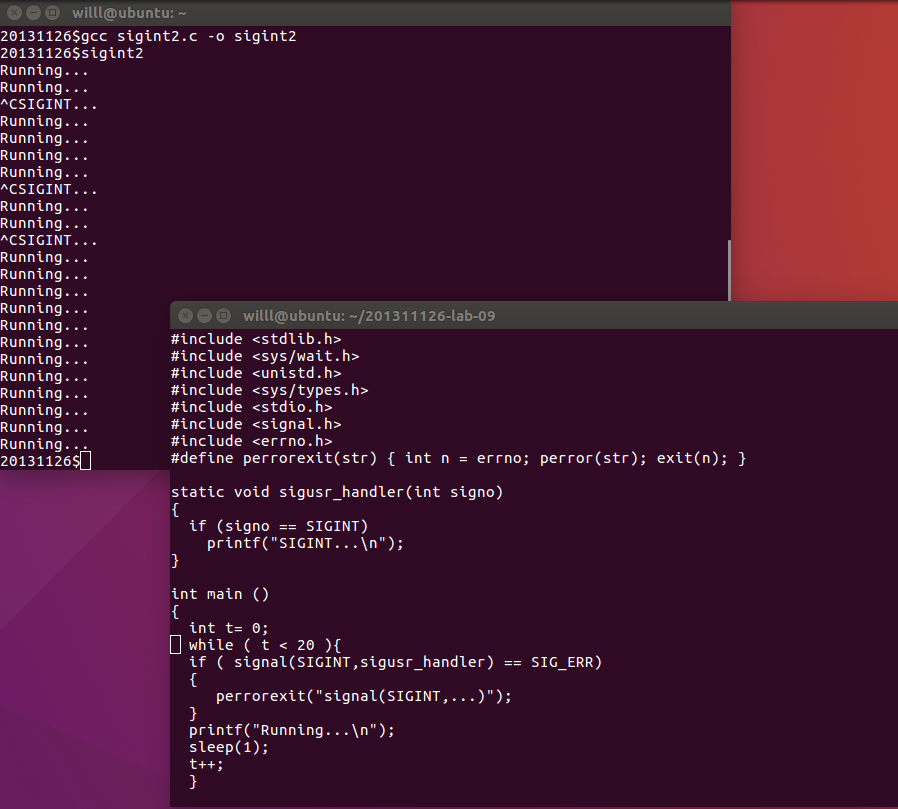 willl@ubuntu: ~
20131126$gcc sigint2.c -o sigint2
20131126$sigint2
Running...
Running...
^CSIGINT...
Running...
Running...
Running...
Running...
^CSIGINT...
Running...
Running...
^CSIGINT...
Running...
Running...
Running...
Running...
Running...
Running...
Running...
Running...
Running...
Running...
Running...
Running...
20131126$
willl@ubuntu: ~/201311126-lab-09
#include <stdlib.h>
#include <sys/wait.h>
#include <unistd.h>
#include <sys/types.h>
#include <stdio.h>
#include <signal.h>
#include <errno.h>
#define perrorexit(str) { int n = errno; perror(str); exit(n); }
static void sigusr_handler(int signo)
{
  if (signo == SIGINT)
    printf("SIGINT...\n");
}
int main ()
{
  int t= 0;
  while ( t < 20 ){
  if ( signal(SIGINT,sigusr_handler) == SIG_ERR)
  {
     perrorexit("signal(SIGINT,...)");
  }
  printf("Running...\n");
  sleep(1);
  t++;
  }